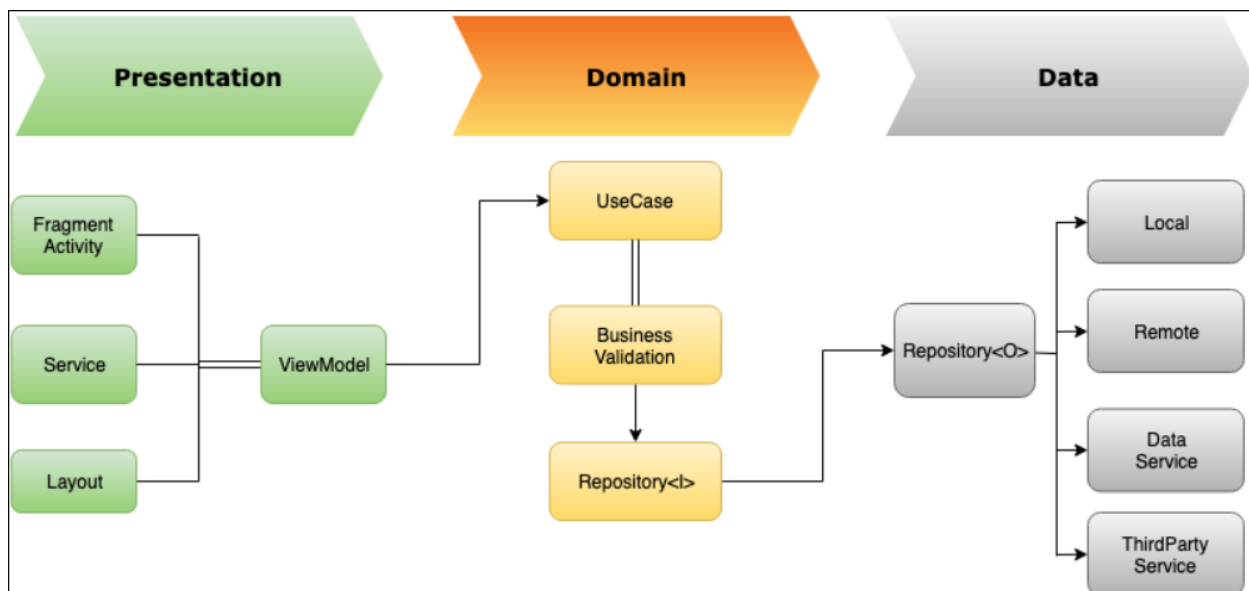 Presentation
Domain
Data
Fragment
Activity
Service
Layout
ViewModel
UseCase
Business
Validation
Repository<I>
Repository<O>
Local
Remote
Data
Service
ThirdParty
Service